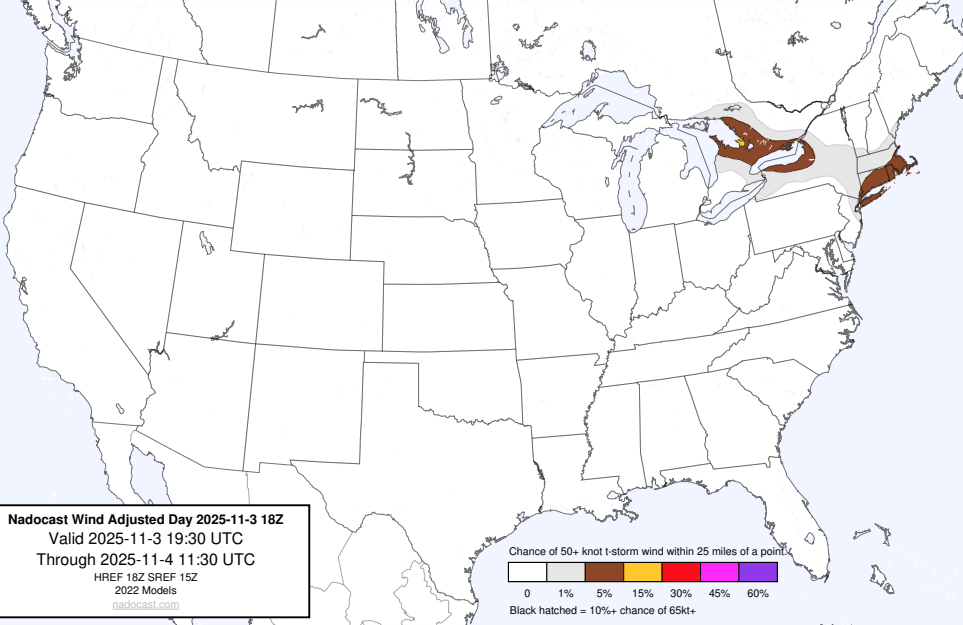 Nadocast Wind Adjusted Day 2025-11-3 18Z
Valid 2025-11-3 19:30 UTC
Through 2025-11-4 11:30 UTC
HREF 18Z SREF 15Z
2022 Models
nadocast.com
Chance of 50+ knot t-storm wind within 25 miles of a point.
0 1% 5% 15% 30% 45% 60%
Black hatched = 10%+ chance of 65kt+